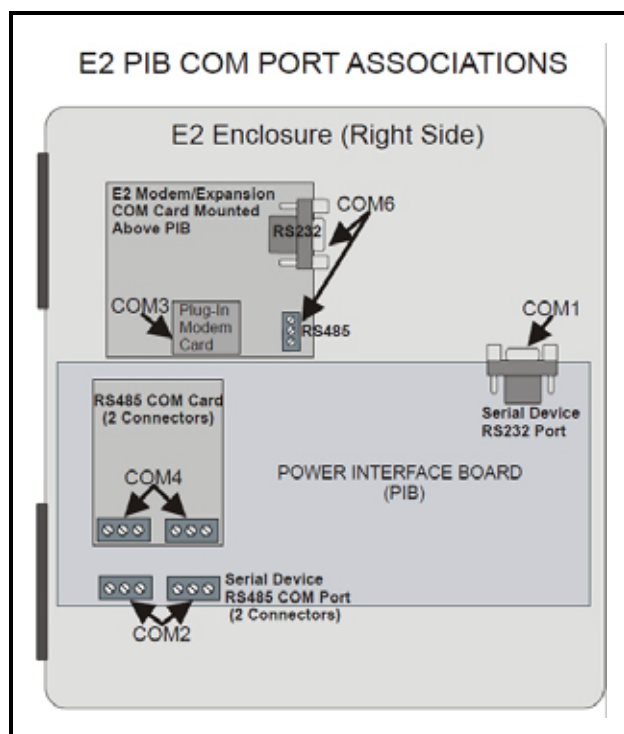 E2 PIB COM PORT ASSOCIATIONS
E2 Enclosure (Right Side)
E2 Modem/Expansion
COM Card Mounted
Above PIB
COM6
RS232
COM3
Plug-In
Modem
Card
RS485
COM1
Serial Device
RS232 Port
RS485 COM Card
(2 Connectors)
COM4
POWER INTERFACE BOARD
(PIB)
Serial Device
RS485 COM Port
(2 Connectors)
COM2